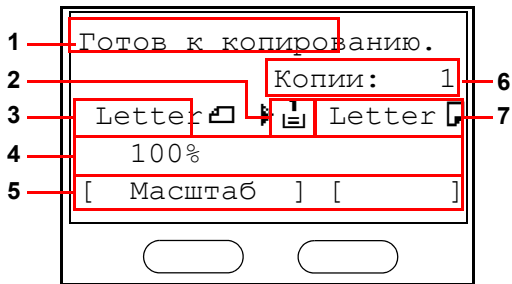 1 Готов к копированию.
2 Копии: 1 6
3 Letter Letter 7
4 100%
5 [ Масштаб ] [ ]